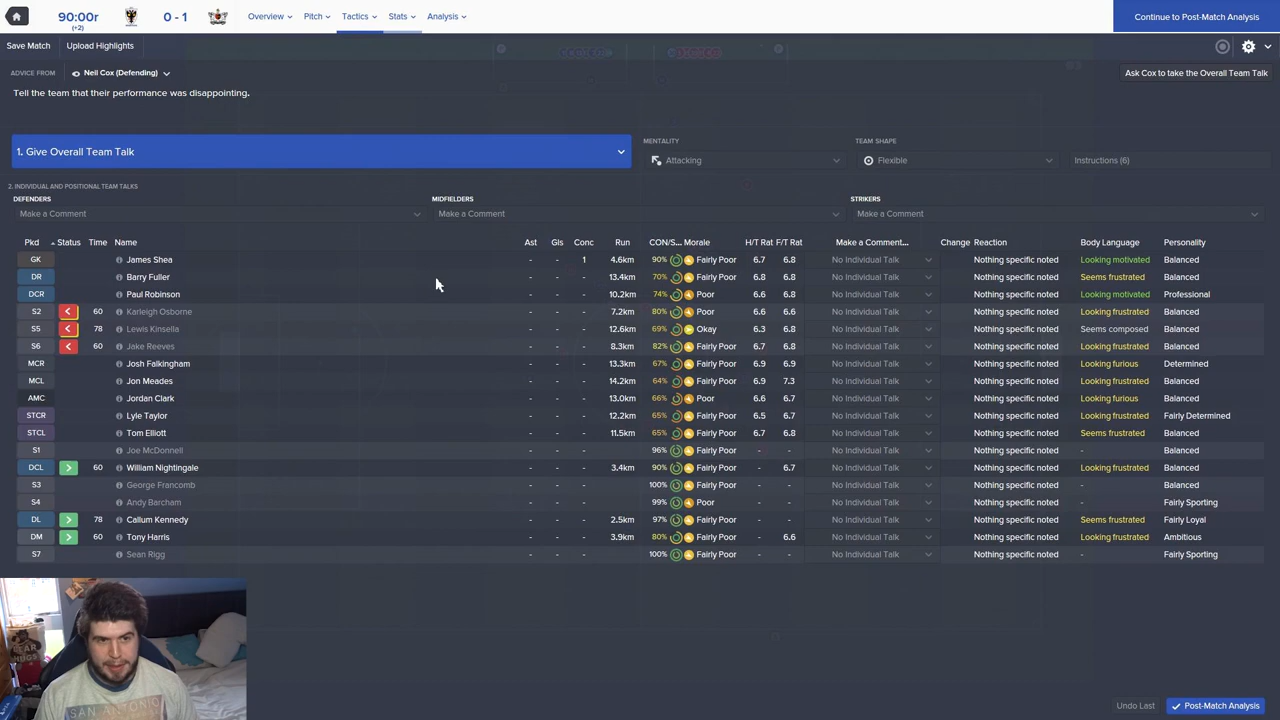 90:00r
(+2)
0 - 1
Overview
Pitch
Tactics
Stats
Analysis
Continue to Post-Match Analysis
Save Match
Upload Highlights
ADVICE FROM
Neil Cox (Defending)
Ask Cox to take the Overall Team Talk
Tell the team that their performance was disappointing.
1. Give Overall Team Talk
MENTALITY
Attacking
TEAM SHAPE
Flexible
Instructions (6)
2. INDIVIDUAL AND POSITIONAL TEAM TALKS
DEFENDERS
Make a Comment
MIDFIELDERS
Make a Comment
STRIKERS
Make a Comment
Pkd Status Time Name Ast Gls Conc Run CON/S... Morale H/T Rat F/T Rat Make a Comment... Change Reaction Body Language Personality
GK James Shea - - 1 4.6km 90% Fairly Poor 6.7 6.8 No Individual Talk Nothing specific noted Looking motivated Balanced
DR Barry Fuller - - - 13.4km 70% Fairly Poor 6.8 6.8 No Individual Talk Nothing specific noted Seems frustrated Balanced
DCR Paul Robinson - - - 10.2km 74% Poor 6.6 6.8 No Individual Talk Nothing specific noted Looking motivated Professional
S2 60 Karleigh Osborne - - - 7.2km 80% Poor 6.6 6.6 No Individual Talk Nothing specific noted Looking frustrated Balanced
S5 78 Lewis Kinsella - - - 12.6km 69% Okay 6.3 6.8 No Individual Talk Nothing specific noted Seems composed Balanced
S6 60 Jake Reeves - - - 8.3km 82% Fairly Poor 6.7 6.8 No Individual Talk Nothing specific noted Looking frustrated Balanced
MCR Josh Falkingham - - - 13.3km 67% Fairly Poor 6.9 6.9 No Individual Talk Nothing specific noted Looking furious Determined
MCL Jon Meades - - - 14.2km 64% Fairly Poor 6.9 7.3 No Individual Talk Nothing specific noted Looking frustrated Balanced
AMC Jordan Clark - - - 13.0km 66% Poor 6.6 6.7 No Individual Talk Nothing specific noted Looking furious Balanced
STCR Lyle Taylor - - - 12.2km 65% Fairly Poor 6.5 6.7 No Individual Talk Nothing specific noted Looking frustrated Fairly Determined
STCL Tom Elliott - - - 11.5km 65% Fairly Poor 6.7 6.8 No Individual Talk Nothing specific noted Seems frustrated Balanced
S1 Joe McDonnell 96% Fairly Poor - - No Individual Talk Nothing specific noted - Balanced
DCL 60 William Nightingale - - - 3.4km 90% Fairly Poor - 6.7 No Individual Talk Nothing specific noted Looking frustrated Balanced
S3 George Francomb 100% Fairly Poor - - No Individual Talk Nothing specific noted - Balanced
S4 Andy Barcham 99% Poor - - No Individual Talk Nothing specific noted - Fairly Sporting
DL 78 Callum Kennedy - - - 2.5km 97% Fairly Poor - - No Individual Talk Nothing specific noted Seems frustrated Fairly Loyal
DM 60 Tony Harris - - - 3.9km 80% Fairly Poor - 6.6 No Individual Talk Nothing specific noted Looking frustrated Ambitious
S7 Sean Rigg 100% Fairly Poor - - No Individual Talk Nothing specific noted - Fairly Sporting
SAN ANTONIO
Undo Last
Post-Match Analysis